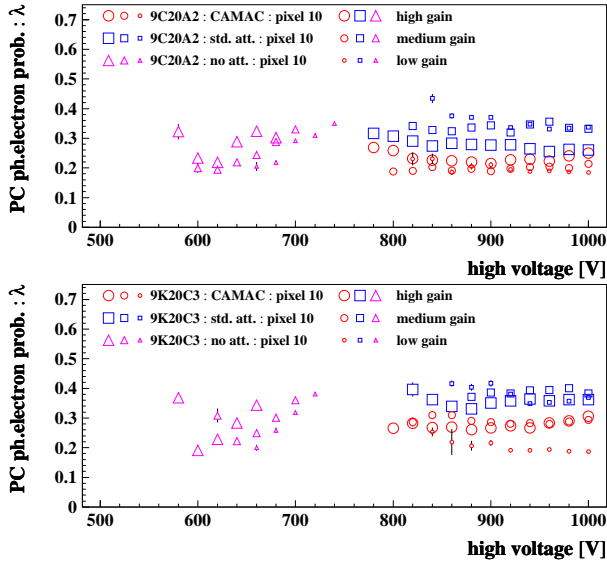 PC ph.electron prob. : λ
9C20A2 : CAMAC : pixel 10 high gain
9C20A2 : std. att. : pixel 10 medium gain
9C20A2 : no att. : pixel 10 low gain
0.7
0.6
0.5
0.4
0.3
0.2
0.1
0
500 600 700 800 900 1000
high voltage [V]
PC ph.electron prob. : λ
9K20C3 : CAMAC : pixel 10 high gain
9K20C3 : std. att. : pixel 10 medium gain
9K20C3 : no att. : pixel 10 low gain
0.7
0.6
0.5
0.4
0.3
0.2
0.1
0
500 600 700 800 900 1000
high voltage [V]